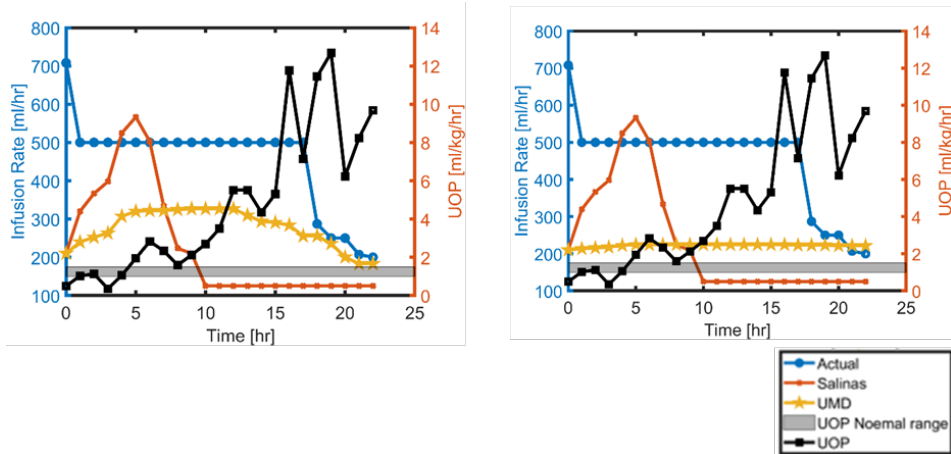 800
700
600
500
400
300
200
100
Infusion Rate [ml/hr]
14
12
10
8
6
4
2
0
UOP [ml/kg/hr]
0 5 10 15 20 25
Time [hr]
800
700
600
500
400
300
200
100
Infusion Rate [ml/hr]
14
12
10
8
6
4
2
0
UOP [ml/kg/hr]
0 5 10 15 20 25
Time [hr]
Actual
Salinas
UMD
UOP Noemal range
UOP